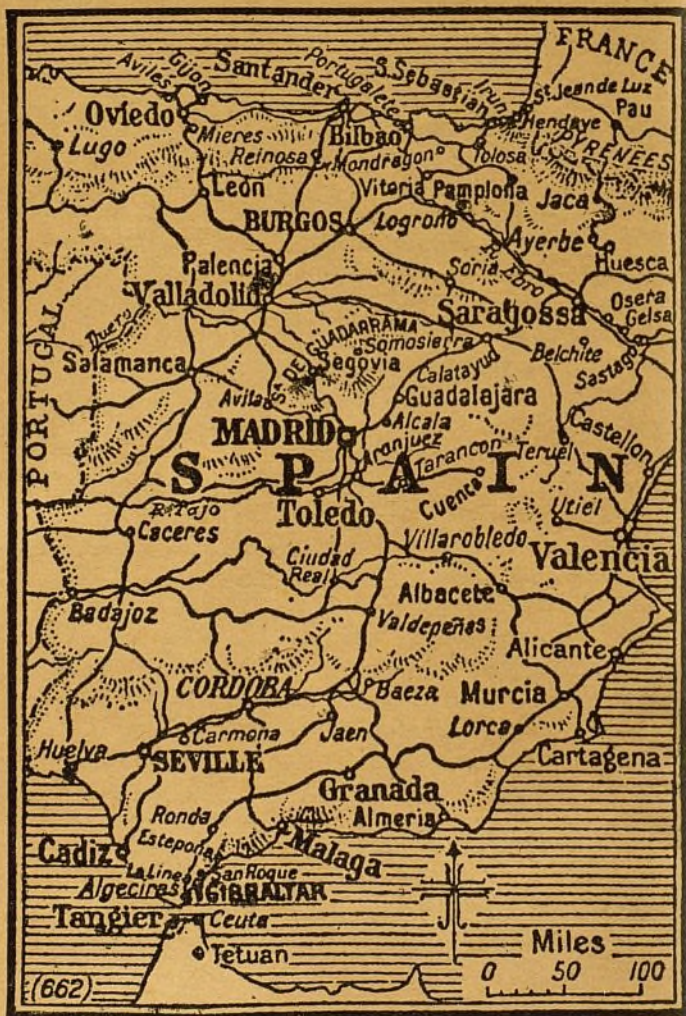 FRANCE
Gijon
Aviles
Santander
Portugalete
S. Sebastian
Irun
St Jean de Luz
Pau
Hendaye
Oviedo
Bilbao
PYRENEES
Lugo
Mieres
Reinosa
Mondragon
Tolosa
Leon
Vitoria
Pamplona
Jaca
BURGOS
Logroño
Ayerbe
Huesca
Palencia
Soria
R. Ebro
Valladolid
Saragossa
Osera
Gelsa
PORTUGAL
Duero
Sa DEL GUADARRAMA
Somosierra
Segovia
Belchite
Sastago
Salamanca
Calatayud
Avila
Guadalajara
Alcala
Castellon
MADRID
Aranjuez
Tarancon
Teruel
SPAIN
Cuenca
R. Tajo
Toledo
Utiel
Caceres
Villarobledo
Valencia
Ciudad
Real
Albacete
Badajoz
Valdepeñas
Alicante
CORDOBA
Baeza
Murcia
Carmona
Jaen
Lorca
Huelva
SEVILLE
Cartagena
Granada
Ronda
Almeria
Estepona
Cadiz
Malaga
La Linea
San Roque
Algeciras
GIBRALTAR
Tangier
Ceuta
Tetuan
Miles
0 50 100
(662)